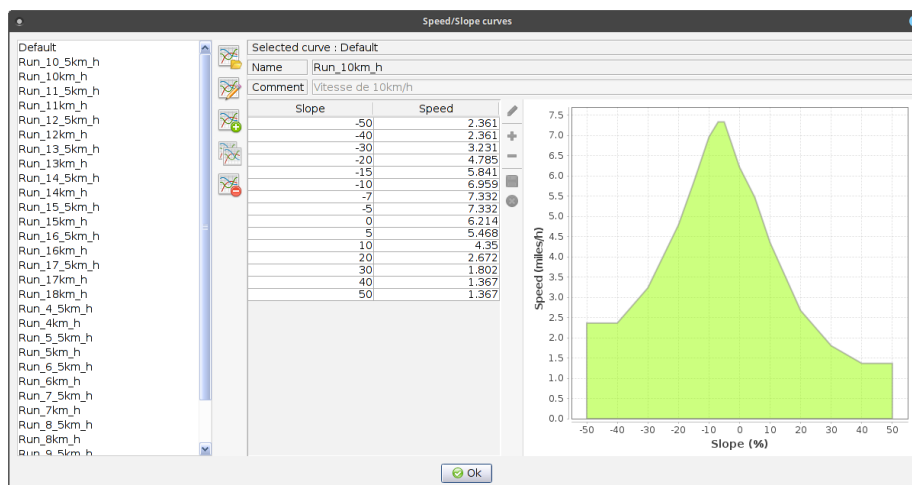 Speed/Slope curves
Default
Run_10_5km_h
Run_10km_h
Run_11_5km_h
Run_11km_h
Run_12_5km_h
Run_12km_h
Run_13_5km_h
Run_13km_h
Run_14_5km_h
Run_14km_h
Run_15_5km_h
Run_15km_h
Run_16_5km_h
Run_16km_h
Run_17_5km_h
Run_17km_h
Run_18km_h
Run_4_5km_h
Run_4km_h
Run_5_5km_h
Run_5km_h
Run_6_5km_h
Run_6km_h
Run_7_5km_h
Run_7km_h
Run_8_5km_h
Run_8km_h
Run_9_5km_h
Selected curve : Default
Name Run_10km_h
Comment Vitesse de 10km/h
Slope Speed
-50 2.361
-40 2.361
-30 3.231
-20 4.785
-15 5.841
-10 6.959
-7 7.332
-5 7.332
0 6.214
5 5.468
10 4.35
20 2.672
30 1.802
40 1.367
50 1.367
Speed (miles/h)
7.5
7.0
6.5
6.0
5.5
5.0
4.5
4.0
3.5
3.0
2.5
2.0
1.5
1.0
0.5
0.0
-50 -40 -30 -20 -10 0 10 20 30 40 50
Slope (%)
Ok